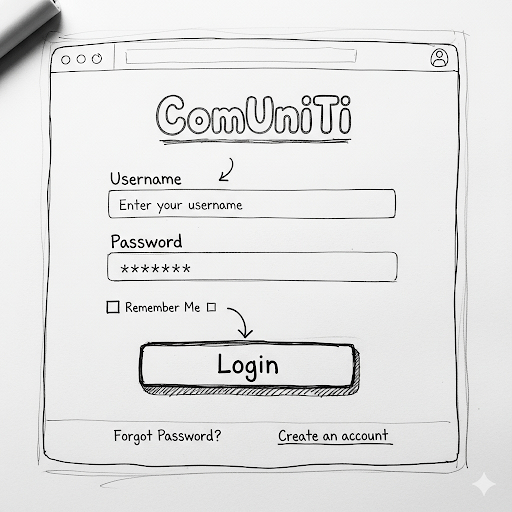 ComUniTi
Username
Enter your username
Password
*******
Remember Me
Login
Forgot Password? Create an account